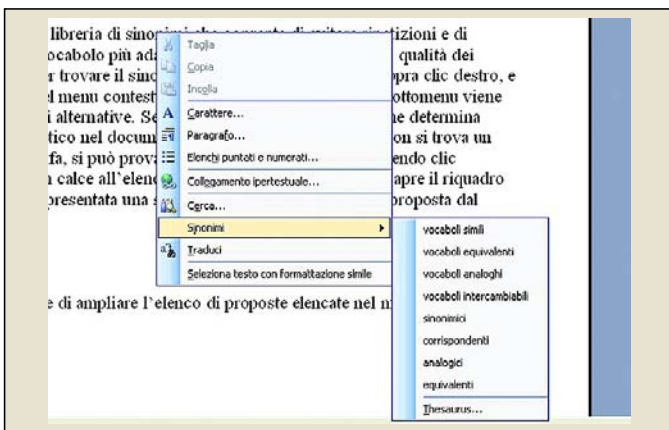 libreria di sinonimi che consente di evitare ripetizioni e di
ocabolo più ada qualità dei
r trovare il sino pra clic destro, e
l menu contest ottomenu viene
i alternative. Se ne determina
tico nel docum on si trova un
fa, si può prova endo clic
n calce all'elenc apre il riquadro
presentata una s proposta dal
e di ampliare l'elenco di proposte elencate nel m
Taglia
Copia
Incolla
Carattere...
Paragrafo...
Elenchi puntati e numerati...
Collegamento ipertestuale...
Cerca...
Sinonimi
Traduci
Seleziona testo con formattazione simile
vocaboli simili
vocaboli equivalenti
vocaboli analoghi
vocaboli intercambiabili
sinonimici
corrispondenti
analogici
equivalenti
Thesaurus...